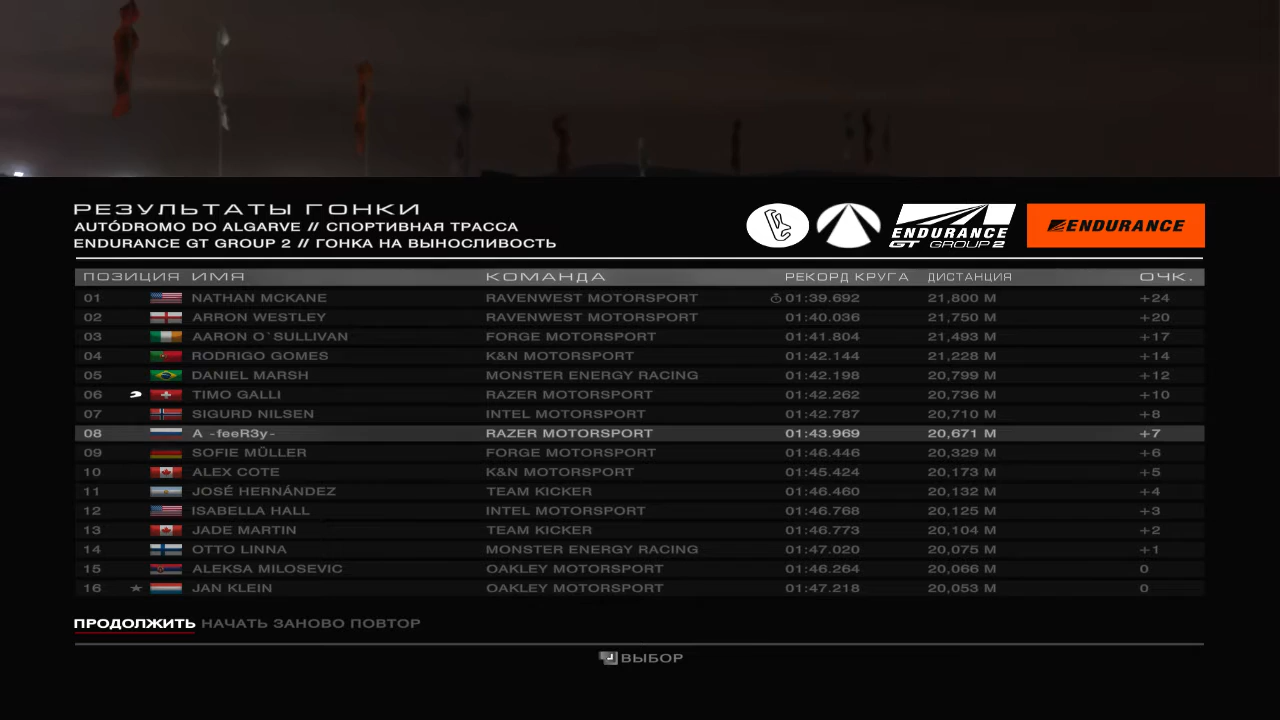 РЕЗУЛЬТАТЫ ГОНКИ
AUTÓDROMO DO ALGARVE // СПОРТИВНАЯ ТРАССА
ENDURANCE GT GROUP 2 // ГОНКА НА ВЫНОСЛИВОСТЬ
ENDURANCE
GT GROUP 2
ENDURANCE
ПОЗИЦИЯ ИМЯ КОМАНДА РЕКОРД КРУГА ДИСТАНЦИЯ ОЧК.
01 NATHAN MCKANE RAVENWEST MOTORSPORT 01:39.692 21,800 M +24
02 ARRON WESTLEY RAVENWEST MOTORSPORT 01:40.036 21,750 M +20
03 AARON O`SULLIVAN FORGE MOTORSPORT 01:41.804 21,493 M +17
04 RODRIGO GOMES K&N MOTORSPORT 01:42.144 21,228 M +14
05 DANIEL MARSH MONSTER ENERGY RACING 01:42.198 20,799 M +12
06 TIMO GALLI RAZER MOTORSPORT 01:42.262 20,736 M +10
07 SIGURD NILSEN INTEL MOTORSPORT 01:42.787 20,710 M +8
08 A -feeR3y- RAZER MOTORSPORT 01:43.969 20,671 M +7
09 SOFIE MÜLLER FORGE MOTORSPORT 01:46.446 20,329 M +6
10 ALEX COTE K&N MOTORSPORT 01:45.424 20,173 M +5
11 JOSÉ HERNÁNDEZ TEAM KICKER 01:46.460 20,132 M +4
12 ISABELLA HALL INTEL MOTORSPORT 01:46.768 20,125 M +3
13 JADE MARTIN TEAM KICKER 01:46.773 20,104 M +2
14 OTTO LINNA MONSTER ENERGY RACING 01:47.020 20,075 M +1
15 ALEKSA MILOSEVIC OAKLEY MOTORSPORT 01:46.264 20,066 M 0
16 JAN KLEIN OAKLEY MOTORSPORT 01:47.218 20,053 M 0
ПРОДОЛЖИТЬ НАЧАТЬ ЗАНОВО ПОВТОР
ВЫБОР